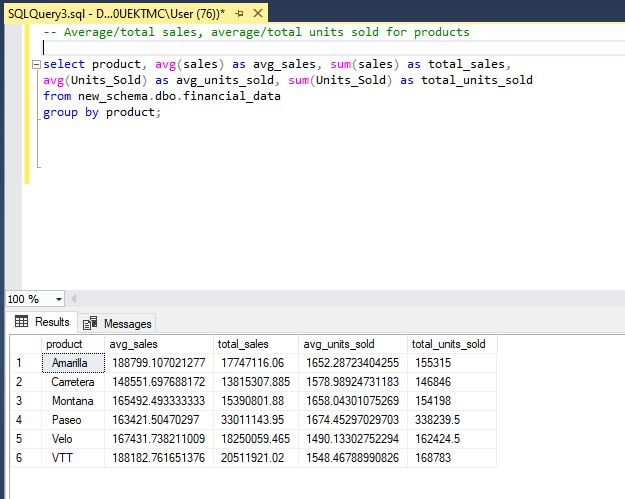 SQLQuery3.sql - D...0UEKTMC\User (76))*
-- Average/total sales, average/total units sold for products
select product, avg(sales) as avg_sales, sum(sales) as total_sales,
avg(Units_Sold) as avg_units_sold, sum(Units_Sold) as total_units_sold
from new_schema.dbo.financial_data
group by product;
100 %
Results Messages
product avg_sales total_sales avg_units_sold total_units_sold
1 Amarilla 188799.107021277 17747116.06 1652.28723404255 155315
2 Carretera 148551.697688172 13815307.885 1578.98924731183 146846
3 Montana 165492.493333333 15390801.88 1658.04301075269 154198
4 Paseo 163421.50470297 33011143.95 1674.45297029703 338239.5
5 Velo 167431.738211009 18250059.465 1490.13302752294 162424.5
6 VTT 188182.761651376 20511921.02 1548.46788990826 168783